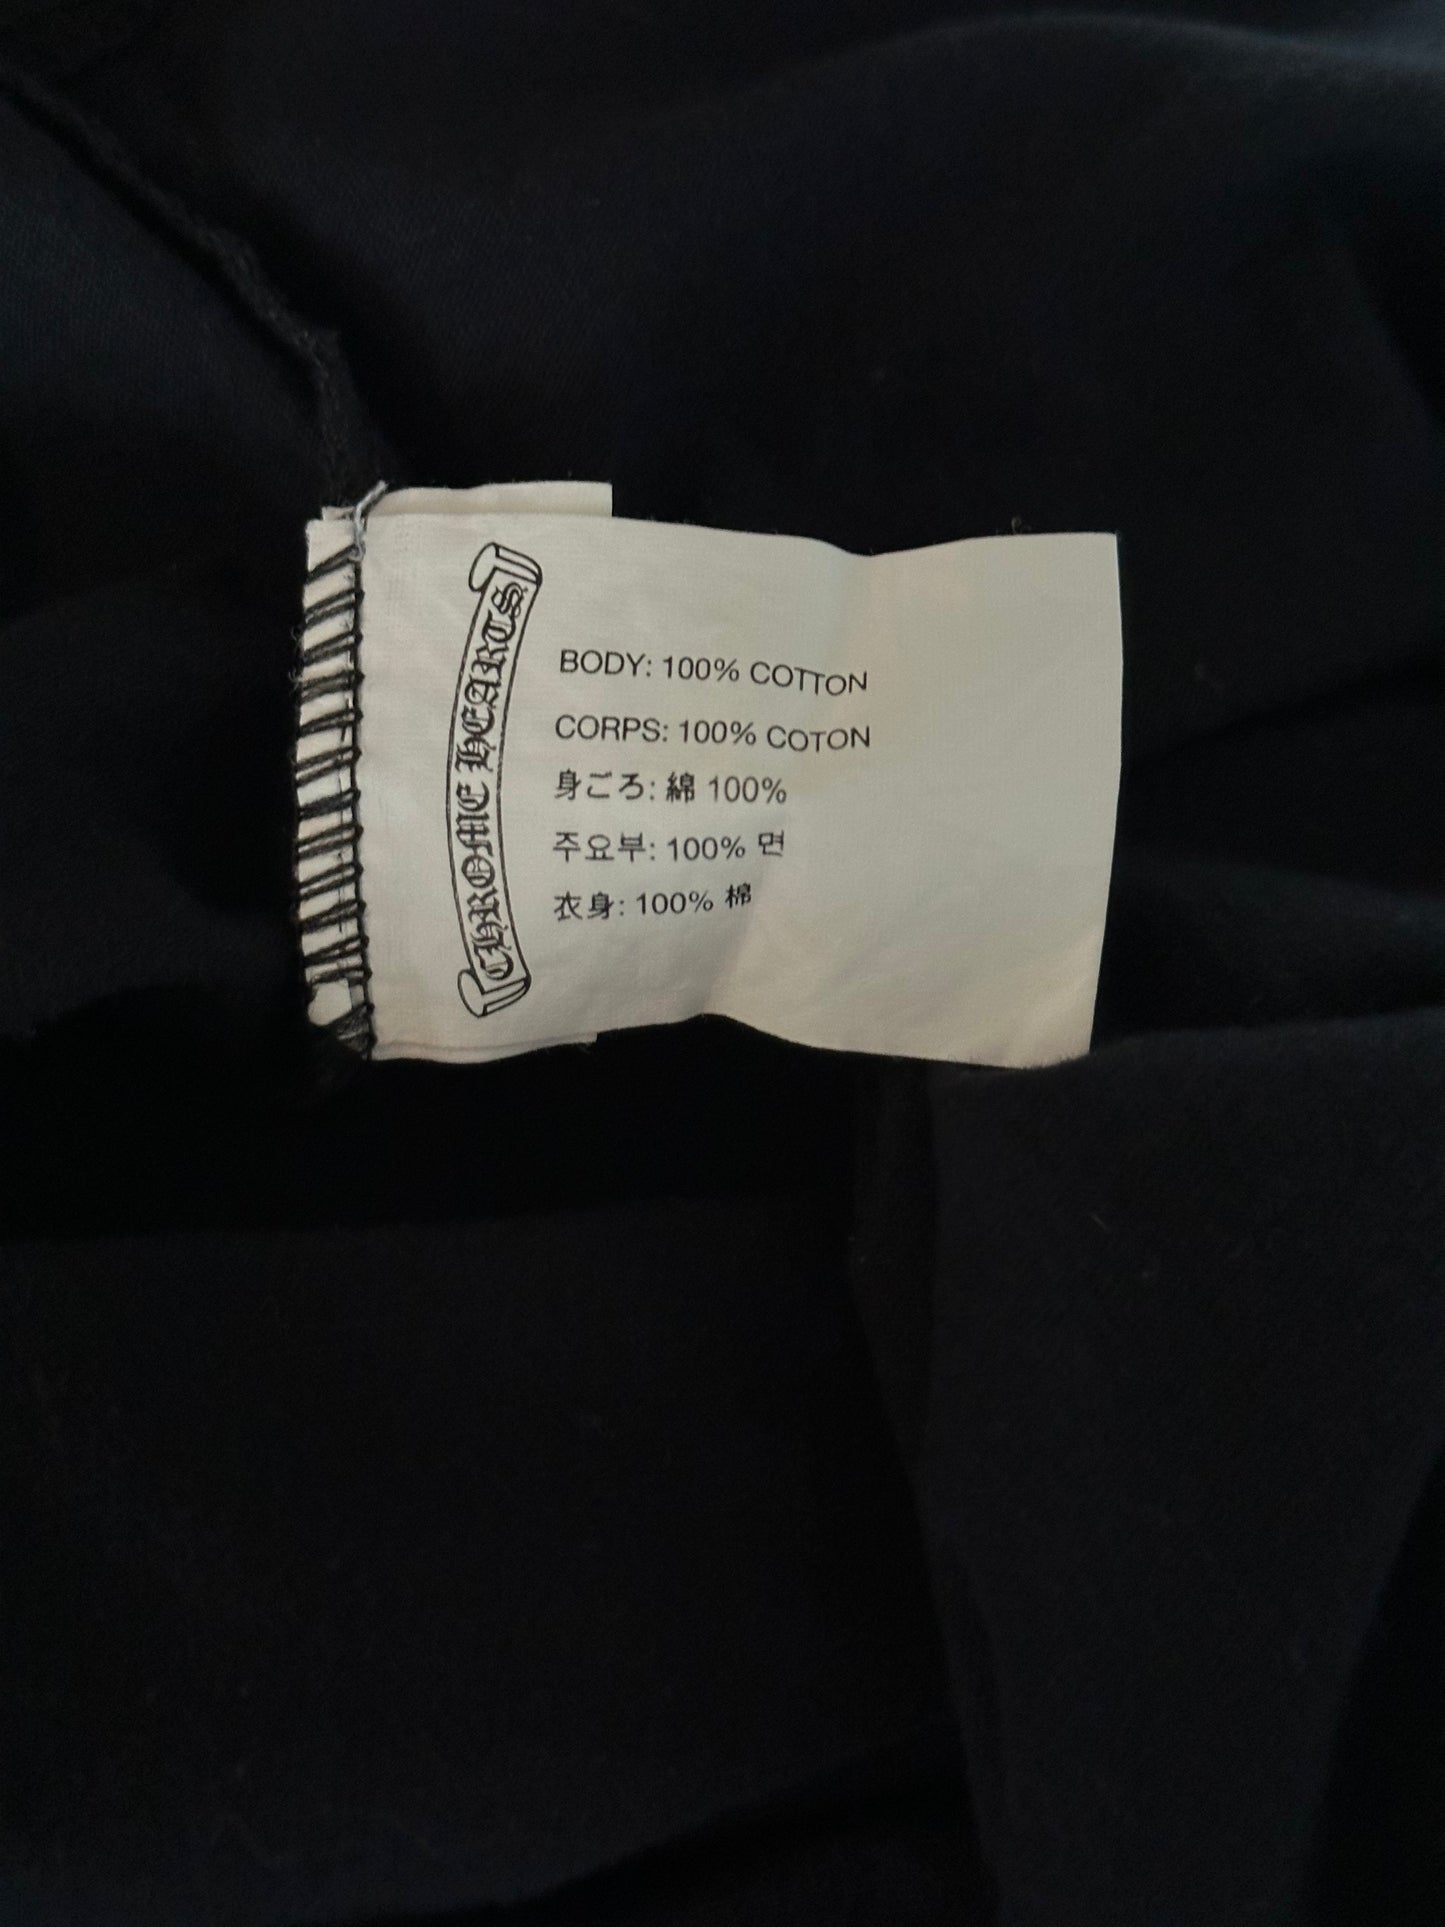 CHROME HEARTS
BODY: 100% COTTON
CORPS: 100% COTON
身ごろ: 綿 100%
주요부: 100% 면
衣身: 100% 棉